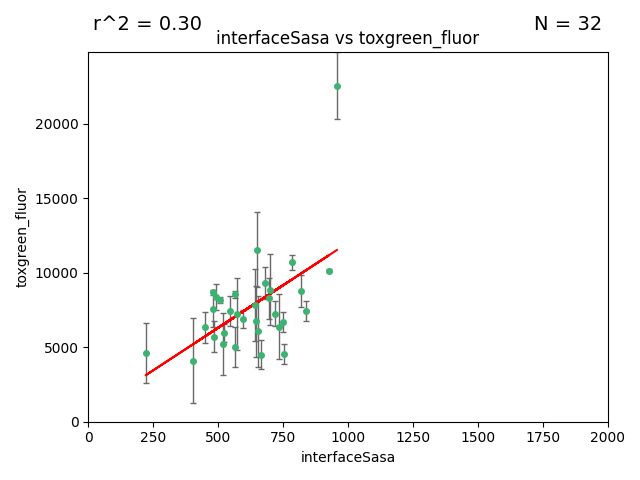 r^2 = 0.30
N = 32
interfaceSasa vs toxgreen_fluor
toxgreen_fluor
20000
15000
10000
5000
0
0 250 500 750 1000 1250 1500 1750 2000
interfaceSasa